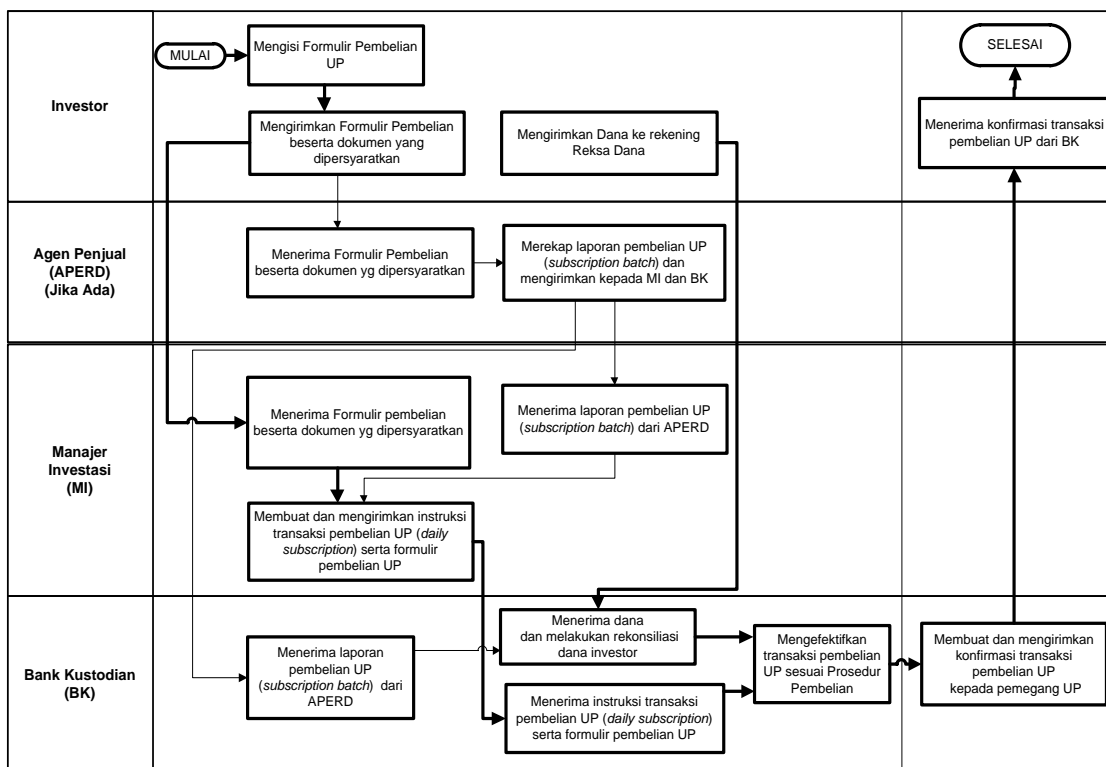 Investor
MULAI
Mengisi Formulir Pembelian
UP
Mengirimkan Formulir Pembelian
beserta dokumen yang
dipersyaratkan
Mengirimkan Dana ke rekening
Reksa Dana
SELESAI
Menerima konfirmasi transaksi
pembelian UP dari BK
Agen Penjual
(APERD)
(Jika Ada)
Menerima Formulir Pembelian
beserta dokumen yg dipersyaratkan
Merekap laporan pembelian UP
(subscription batch) dan
mengirimkan kepada MI dan BK
Manajer
Investasi
(MI)
Menerima Formulir pembelian
beserta dokumen yg dipersyaratkan
Menerima laporan pembelian UP
(subscription batch) dari APERD
Membuat dan mengirimkan instruksi
transaksi pembelian UP (daily
subscription) serta formulir
pembelian UP
Bank Kustodian
(BK)
Menerima laporan
pembelian UP
(subscription batch) dari
APERD
Menerima dana
dan melakukan rekonsiliasi
dana investor
Menerima instruksi transaksi
pembelian UP (daily subscription)
serta formulir pembelian UP
Mengefektifkan
transaksi pembelian
UP sesuai Prosedur
Pembelian
Membuat dan mengirimkan
konfirmasi transaksi
pembelian UP
kepada pemegang UP